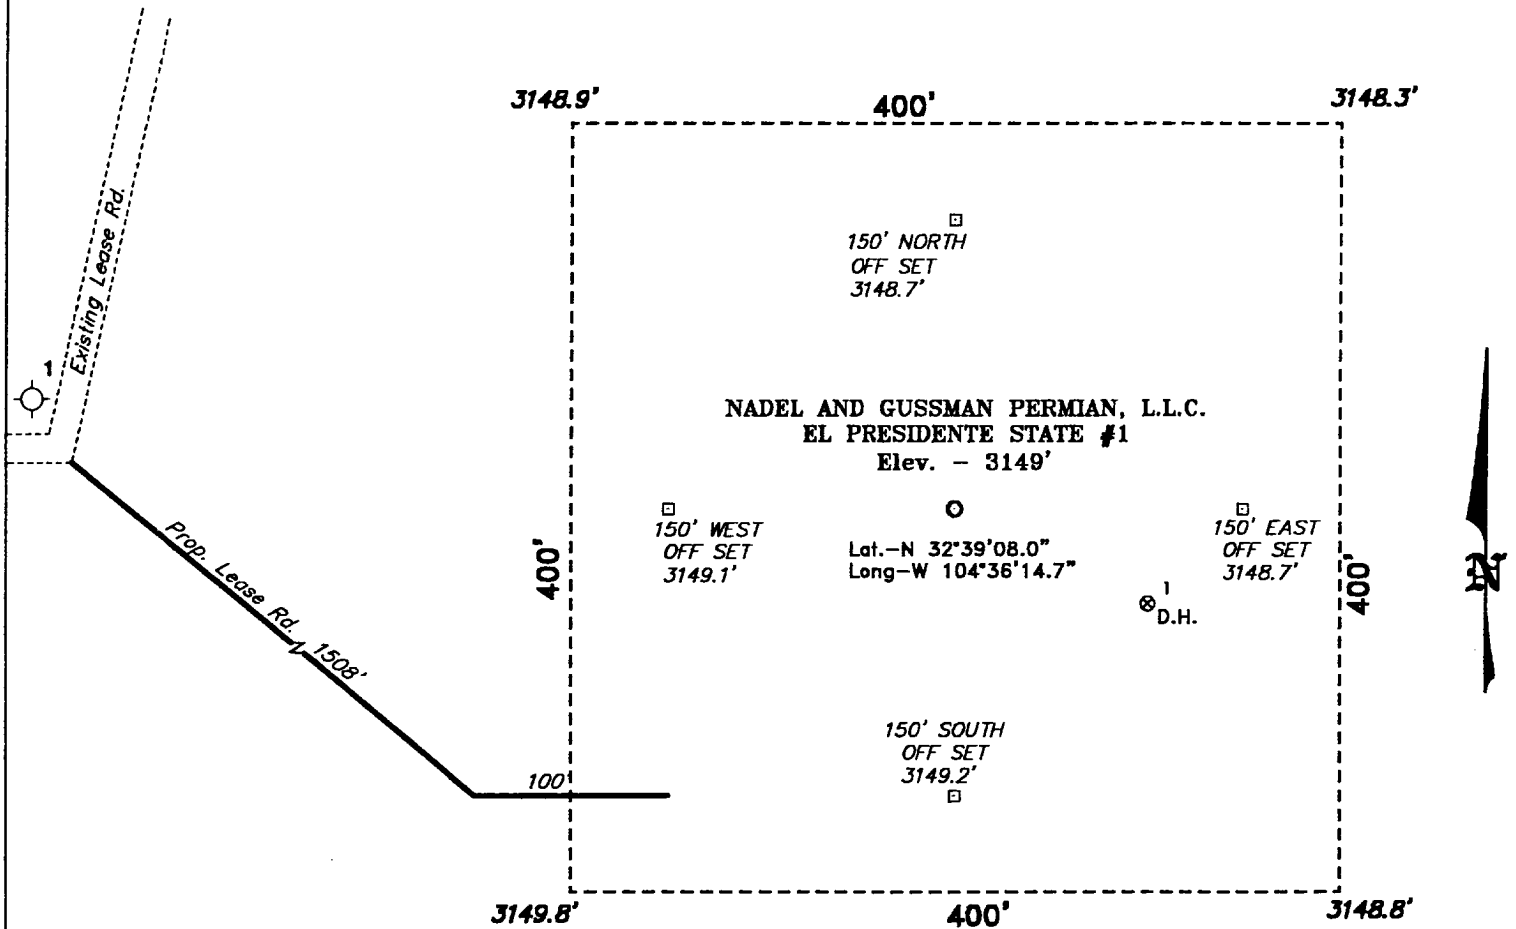 3148.9'
400'
3148.3'
Existing Lease Rd.
150' NORTH
OFF SET
3148.7'
1
NADEL AND GUSSMAN PERMIAN, L.L.C.
EL PRESIDENTE STATE #1
Elev. - 3149'
150' WEST
OFF SET
3149.1'
Lat.-N 32°39'08.0"
Long-W 104°36'14.7"
150' EAST
OFF SET
3148.7'
400'
400'
N
1
D.H.
Prop. Lease Rd. 1508'
150' SOUTH
OFF SET
3149.2'
100'
3149.8'
400'
3148.8'